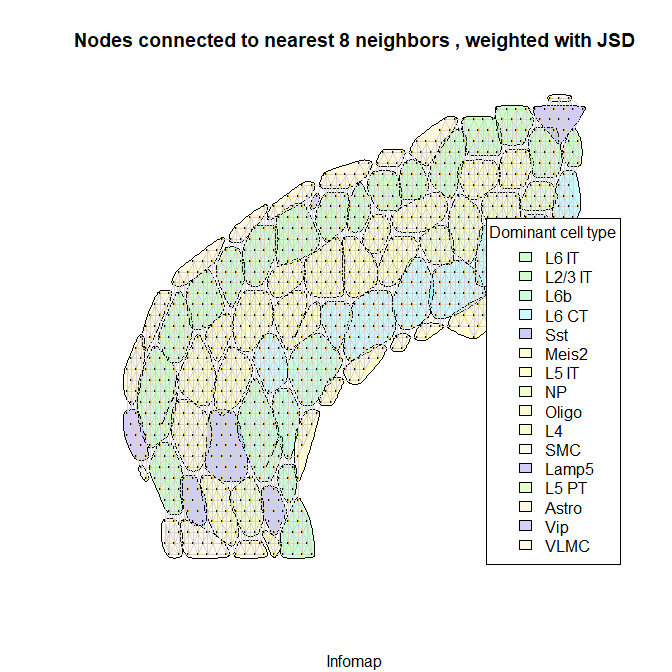 Nodes connected to nearest 8 neighbors , weighted with JSD
Dominant cell type
L6 IT
L2/3 IT
L6b
L6 CT
Sst
Meis2
L5 IT
NP
Oligo
L4
SMC
Lamp5
L5 PT
Astro
Vip
VLMC
Infomap